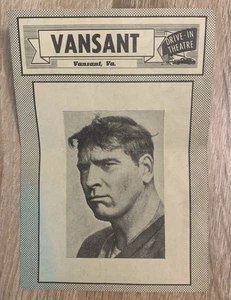 VANSANT
Vansant, Va.
DRIVE-IN
THEATRE